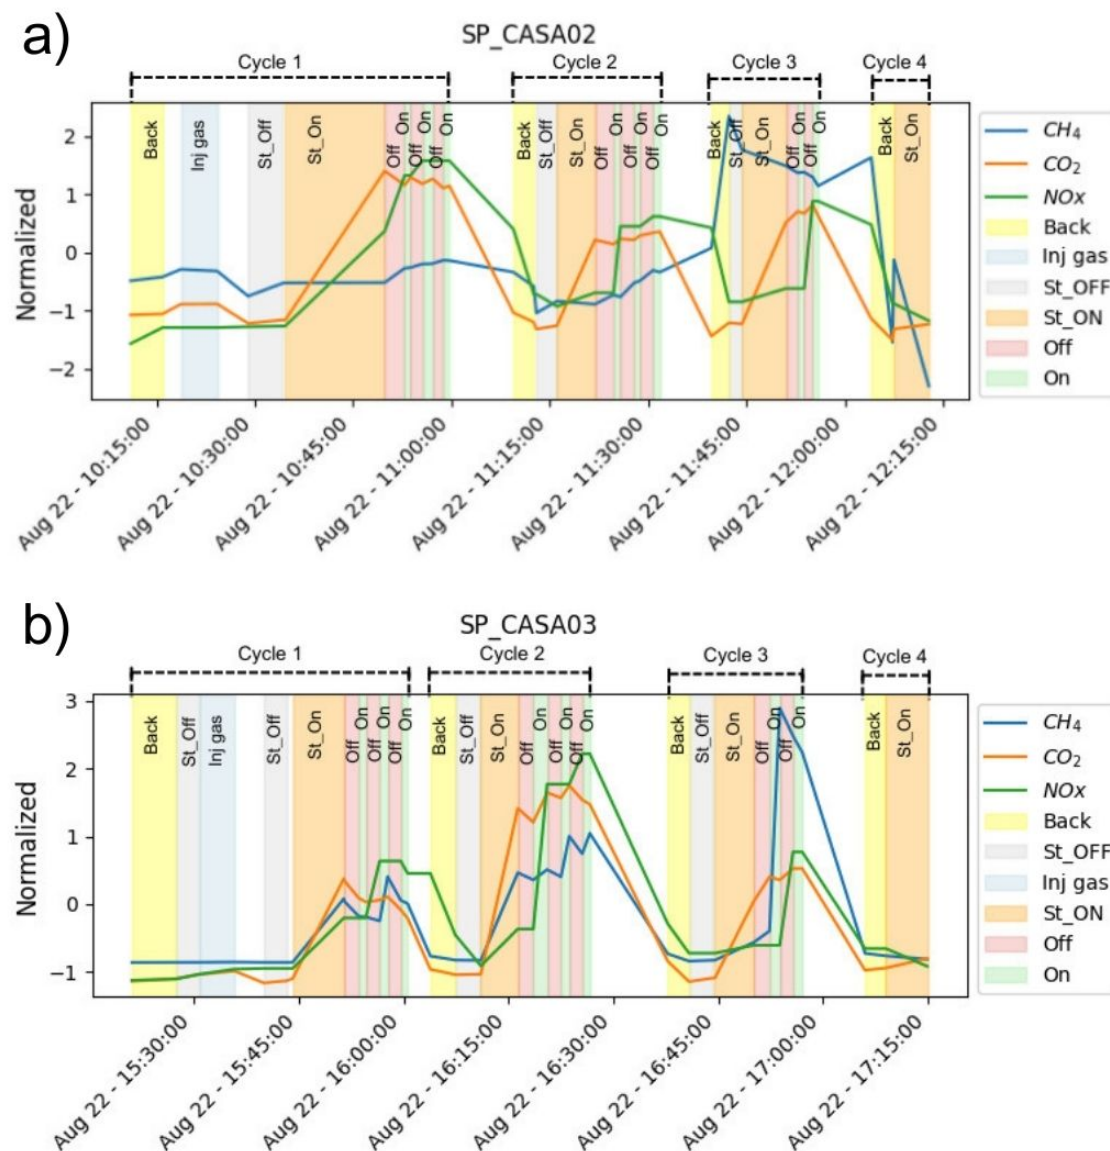 a)
SP_CASA02
Cycle 1 Cycle 2 Cycle 3 Cycle 4
Normalized
2
1
0
−1
−2
Back Inj gas St_Off St_On Off On Off On Off On
Back St_Off St_On Off On Off On Off On
Back St_Off St_On Off On Off On
Back St_On
CH4
CO2
NOx
Back
Inj gas
St_OFF
St_ON
Off
On
Aug 22 - 10:15:00
Aug 22 - 10:30:00
Aug 22 - 10:45:00
Aug 22 - 11:00:00
Aug 22 - 11:15:00
Aug 22 - 11:30:00
Aug 22 - 11:45:00
Aug 22 - 12:00:00
Aug 22 - 12:15:00
b)
SP_CASA03
Cycle 1 Cycle 2 Cycle 3 Cycle 4
Normalized
3
2
1
0
−1
Back St_Off Inj gas St_Off St_On Off On Off On Off On
Back St_Off St_On Off On Off On Off On
Back St_Off St_On Off On Off On
Back St_On
CH4
CO2
NOx
Back
St_OFF
Inj gas
St_ON
Off
On
Aug 22 - 15:30:00
Aug 22 - 15:45:00
Aug 22 - 16:00:00
Aug 22 - 16:15:00
Aug 22 - 16:30:00
Aug 22 - 16:45:00
Aug 22 - 17:00:00
Aug 22 - 17:15:00